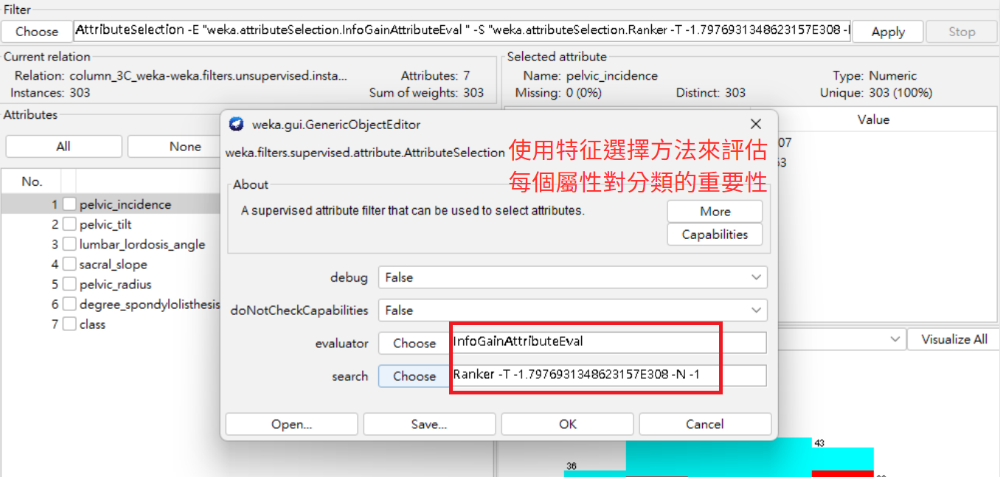 Filter
Choose AttributeSelection -E "weka.attributeSelection.InfoGainAttributeEval " -S "weka.attributeSelection.Ranker -T -1.7976931348623157E308 - Apply Stop
Current relation
Relation: column_3C_weka-weka.filters.unsupervised.insta... Attributes: 7
Instances: 303 Sum of weights: 303
Selected attribute
Name: pelvic_incidence Type: Numeric
Missing: 0 (0%) Distinct: 303 Unique: 303 (100%)
Attributes
All None
No.
1 pelvic_incidence
2 pelvic_tilt
3 lumbar_lordosis_angle
4 sacral_slope
5 pelvic_radius
6 degree_spondylolisthesis
7 class
Value
07
weka.gui.GenericObjectEditor
weka.filters.supervised.attribute.AttributeSelection
使用特征選擇方法來評估
每個屬性對分類的重要性
About
A supervised attribute filter that can be used to select attributes.
More
Capabilities
debug False
doNotCheckCapabilities False
evaluator Choose InfoGainAttributeEval
search Choose Ranker -T -1.7976931348623157E308 -N -1
Open... Save... OK Cancel
Visualize All
43
36